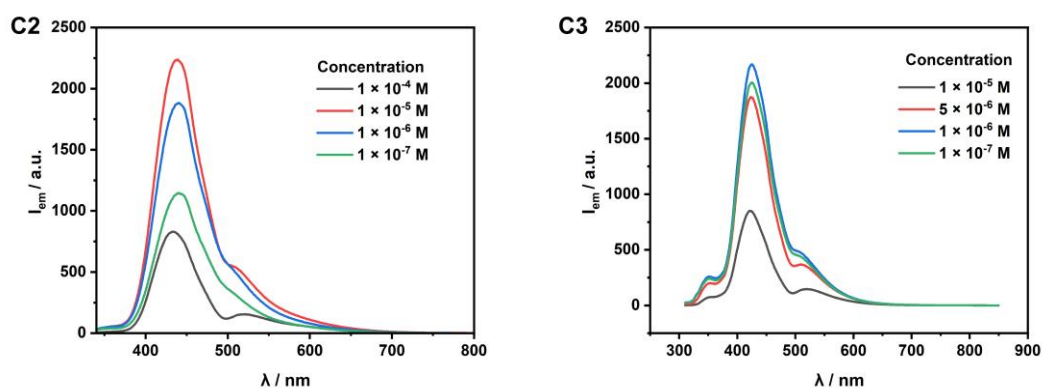 C2
2500
2000
1500
1000
500
0
400
500
600
700
800
I_em / a.u.
λ / nm
Concentration
1 × 10⁻⁴ M
1 × 10⁻⁵ M
1 × 10⁻⁶ M
1 × 10⁻⁷ M
C3
2500
2000
1500
1000
500
0
300
400
500
600
700
800
900
I_em / a.u.
λ / nm
Concentration
1 × 10⁻⁵ M
5 × 10⁻⁶ M
1 × 10⁻⁶ M
1 × 10⁻⁷ M